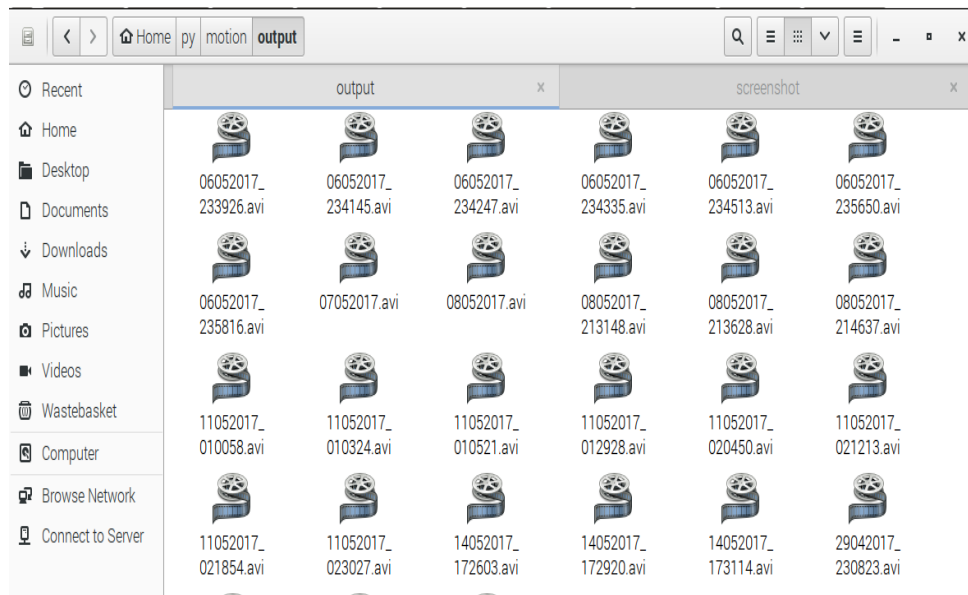 Home py motion output
Recent
Home
Desktop
Documents
Downloads
Music
Pictures
Videos
Wastebasket
Computer
Browse Network
Connect to Server
output x screenshot x
06052017_ 06052017_ 06052017_ 06052017_ 06052017_ 06052017_
233926.avi 234145.avi 234247.avi 234335.avi 234513.avi 235650.avi
06052017_ 07052017.avi 08052017.avi 08052017_ 08052017_ 08052017_
235816.avi 213148.avi 213628.avi 214637.avi
11052017_ 11052017_ 11052017_ 11052017_ 11052017_ 11052017_
010058.avi 010324.avi 010521.avi 012928.avi 020450.avi 021213.avi
11052017_ 11052017_ 14052017_ 14052017_ 14052017_ 29042017_
021854.avi 023027.avi 172603.avi 172920.avi 173114.avi 230823.avi